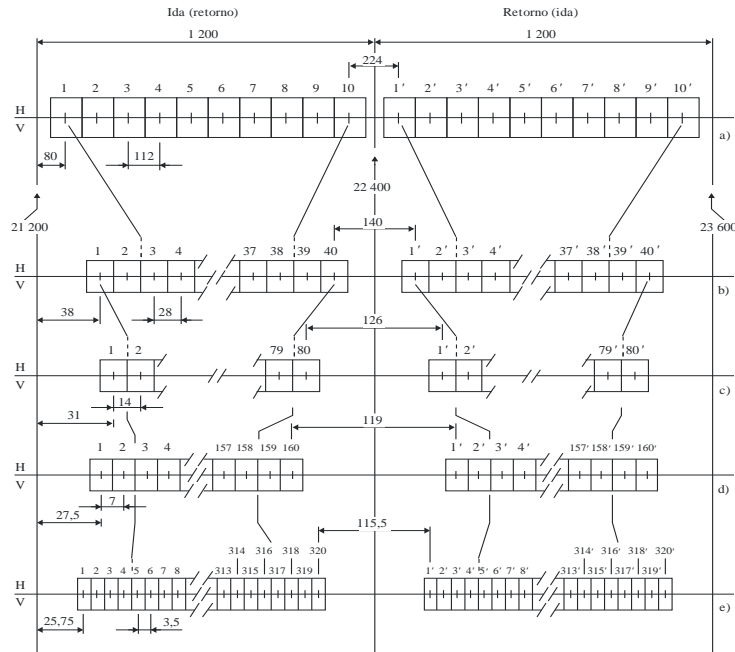 Ida (retorno) Retorno (ida)
1 200 1 200
224
1 2 3 4 5 6 7 8 9 10 1′ 2′ 3′ 4′ 5′ 6′ 7′ 8′ 9′ 10′
H
V
a)
80 112
21 200 22 400 23 600
140
1 2 3 4 37 38 39 40 1′ 2′ 3′ 4′ 37′ 38′ 39′ 40′
H
V
b)
38 28
126
1 2 79 80 1′ 2′ 79′ 80′
H
V
c)
14
31
119
1 2 3 4 157 158 159 160 1′ 2′ 3′ 4′ 157′ 158′ 159′ 160′
H
V
d)
7
27,5
115,5
314 316 318 320 314′ 316′ 318′ 320′
1 2 3 4 5 6 7 8 313 315 317 319 1′ 2′ 3′ 4′ 5′ 6′ 7′ 8′ 313′ 315′ 317′ 319′
H
V
e)
25,75 3,5